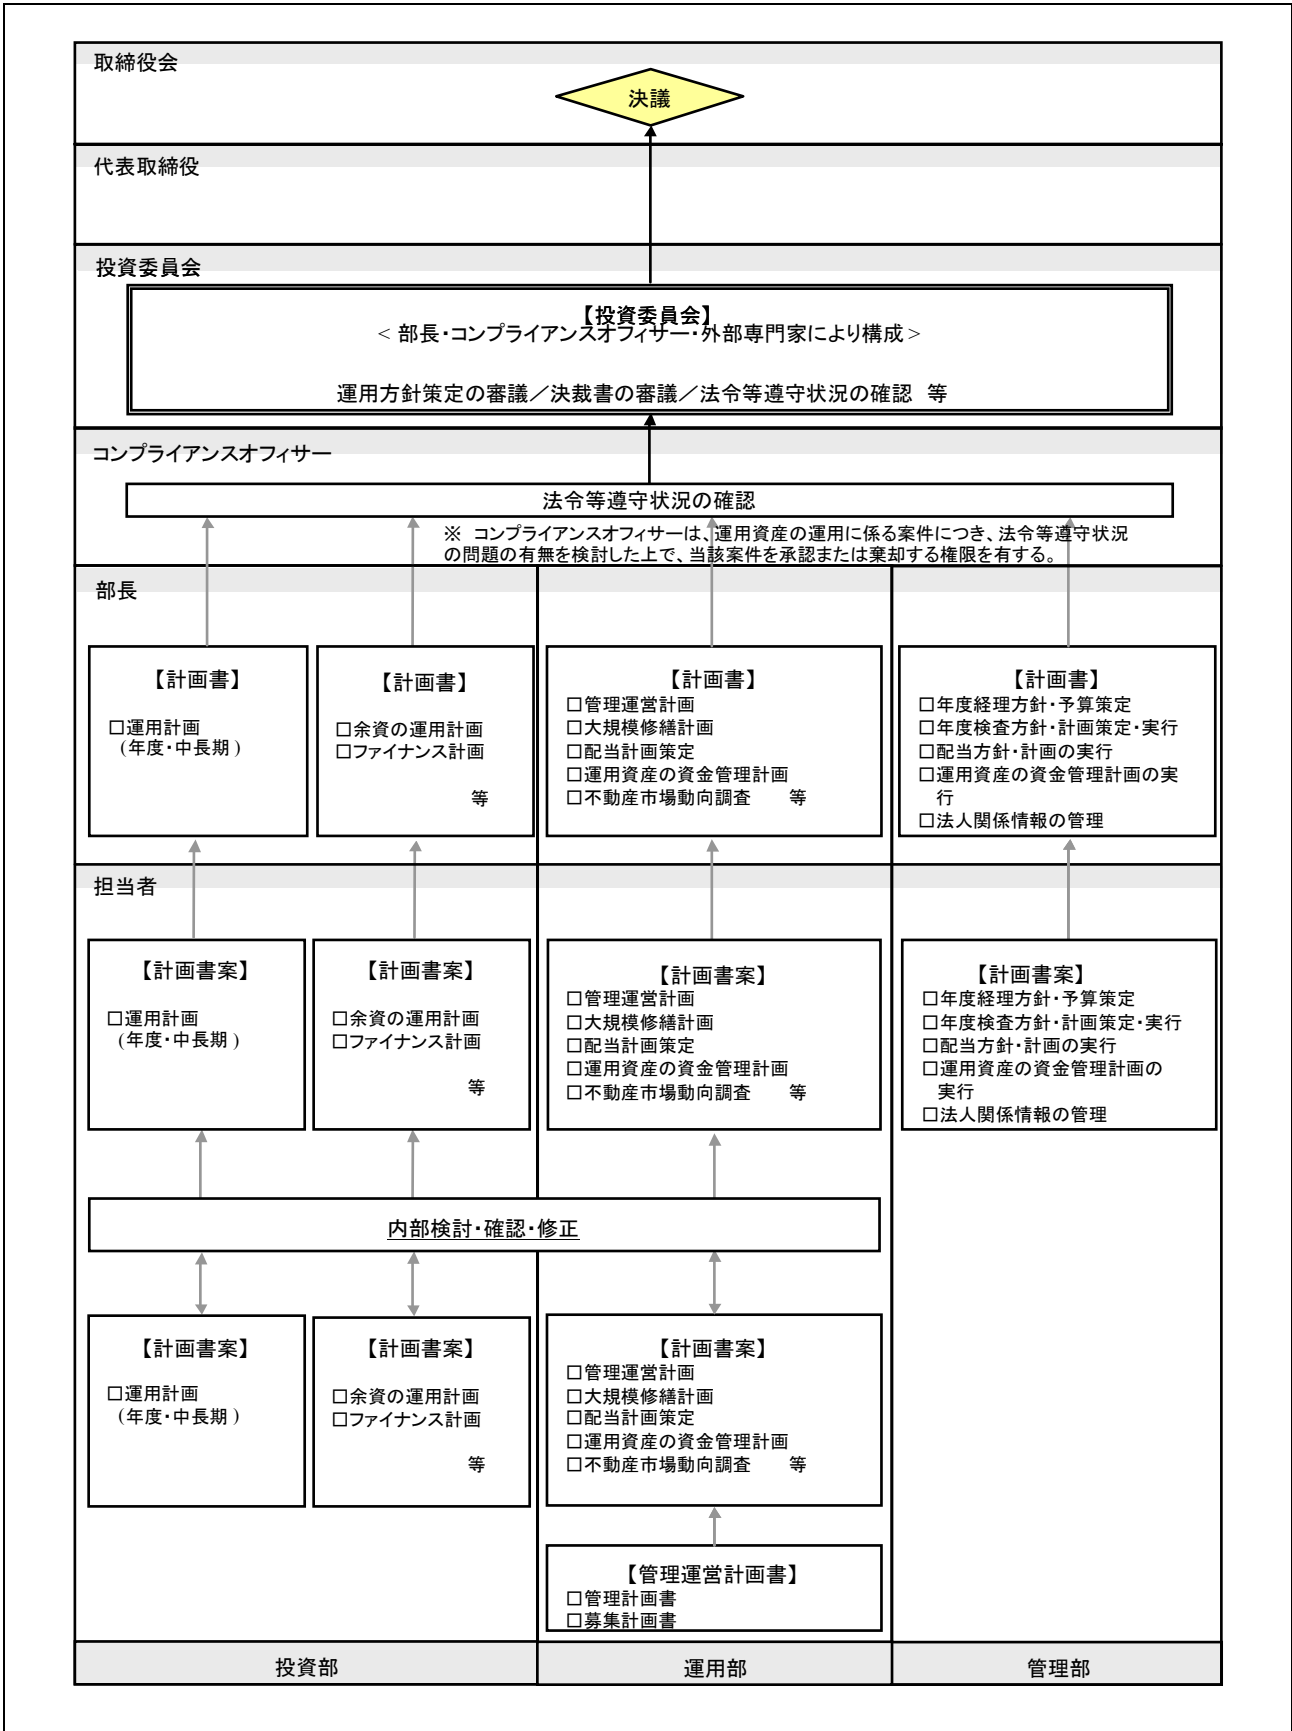 取締役会
決議
代表取締役
投資委員会
【投資委員会】
＜部長・コンプライアンスオフィサー・外部専門家により構成＞
運用方針策定の審議／決裁書の審議／法令等遵守状況の確認 等
コンプライアンスオフィサー
法令等遵守状況の確認
※ コンプライアンスオフィサーは、運用資産の運用に係る案件につき、法令等遵守状況
の問題の有無を検討した上で、当該案件を承認または棄却する権限を有する。
部長
【計画書】
□運用計画
(年度・中長期)
【計画書】
□余資の運用計画
□ファイナンス計画
等
【計画書】
□管理運営計画
□大規模修繕計画
□配当計画策定
□運用資産の資金管理計画
□不動産市場動向調査 等
【計画書】
□年度経理方針・予算策定
□年度検査方針・計画策定・実行
□配当方針・計画の実行
□運用資産の資金管理計画の実
行
□法人関係情報の管理
担当者
【計画書案】
□運用計画
(年度・中長期)
【計画書案】
□余資の運用計画
□ファイナンス計画
等
【計画書案】
□管理運営計画
□大規模修繕計画
□配当計画策定
□運用資産の資金管理計画
□不動産市場動向調査 等
【計画書案】
□年度経理方針・予算策定
□年度検査方針・計画策定・実行
□配当方針・計画の実行
□運用資産の資金管理計画の
実行
□法人関係情報の管理
内部検討・確認・修正
【計画書案】
□運用計画
(年度・中長期)
【計画書案】
□余資の運用計画
□ファイナンス計画
等
【計画書案】
□管理運営計画
□大規模修繕計画
□配当計画策定
□運用資産の資金管理計画
□不動産市場動向調査 等
【管理運営計画書】
□管理計画書
□募集計画書
投資部
運用部
管理部